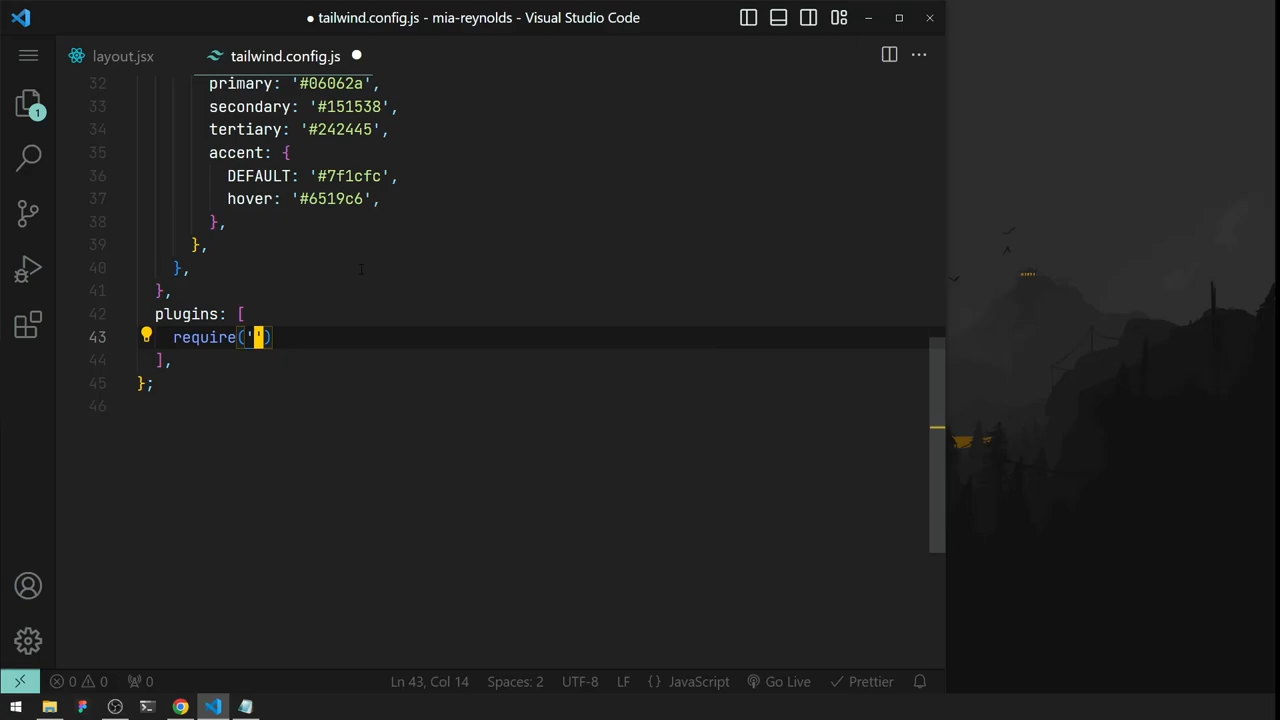 ● tailwind.config.js - mia-reynolds - Visual Studio Code
layout.jsx
tailwind.config.js
32 primary: '#06062a',
33 secondary: '#151538',
34 tertiary: '#242445',
35 accent: {
36 DEFAULT: '#7f1cfc',
37 hover: '#6519c6',
38 },
39 },
40 },
41 },
42 plugins: [
43 require('')
44 ],
45 };
46
1
0 0 0 Ln 43, Col 14 Spaces: 2 UTF-8 LF {} JavaScript Go Live Prettier